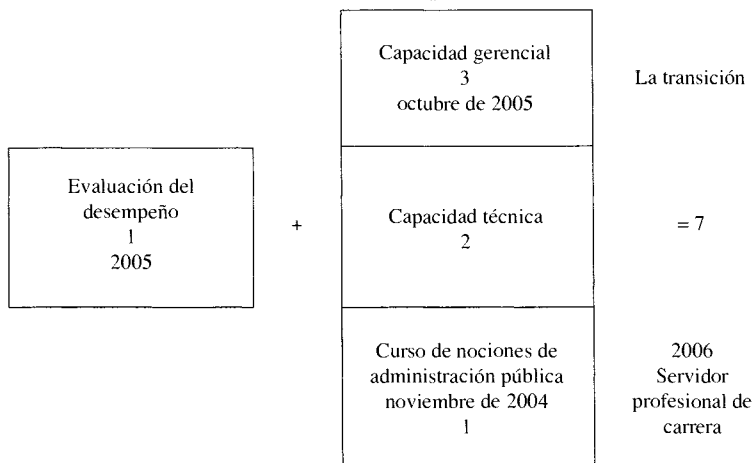 Capacidad gerencial
3
octubre de 2005
La transición
Evaluación del
desempeño
1
2005
+
Capacidad técnica
2
= 7
Curso de nociones de
administración pública
noviembre de 2004
1
2006
Servidor
profesional de
carrera